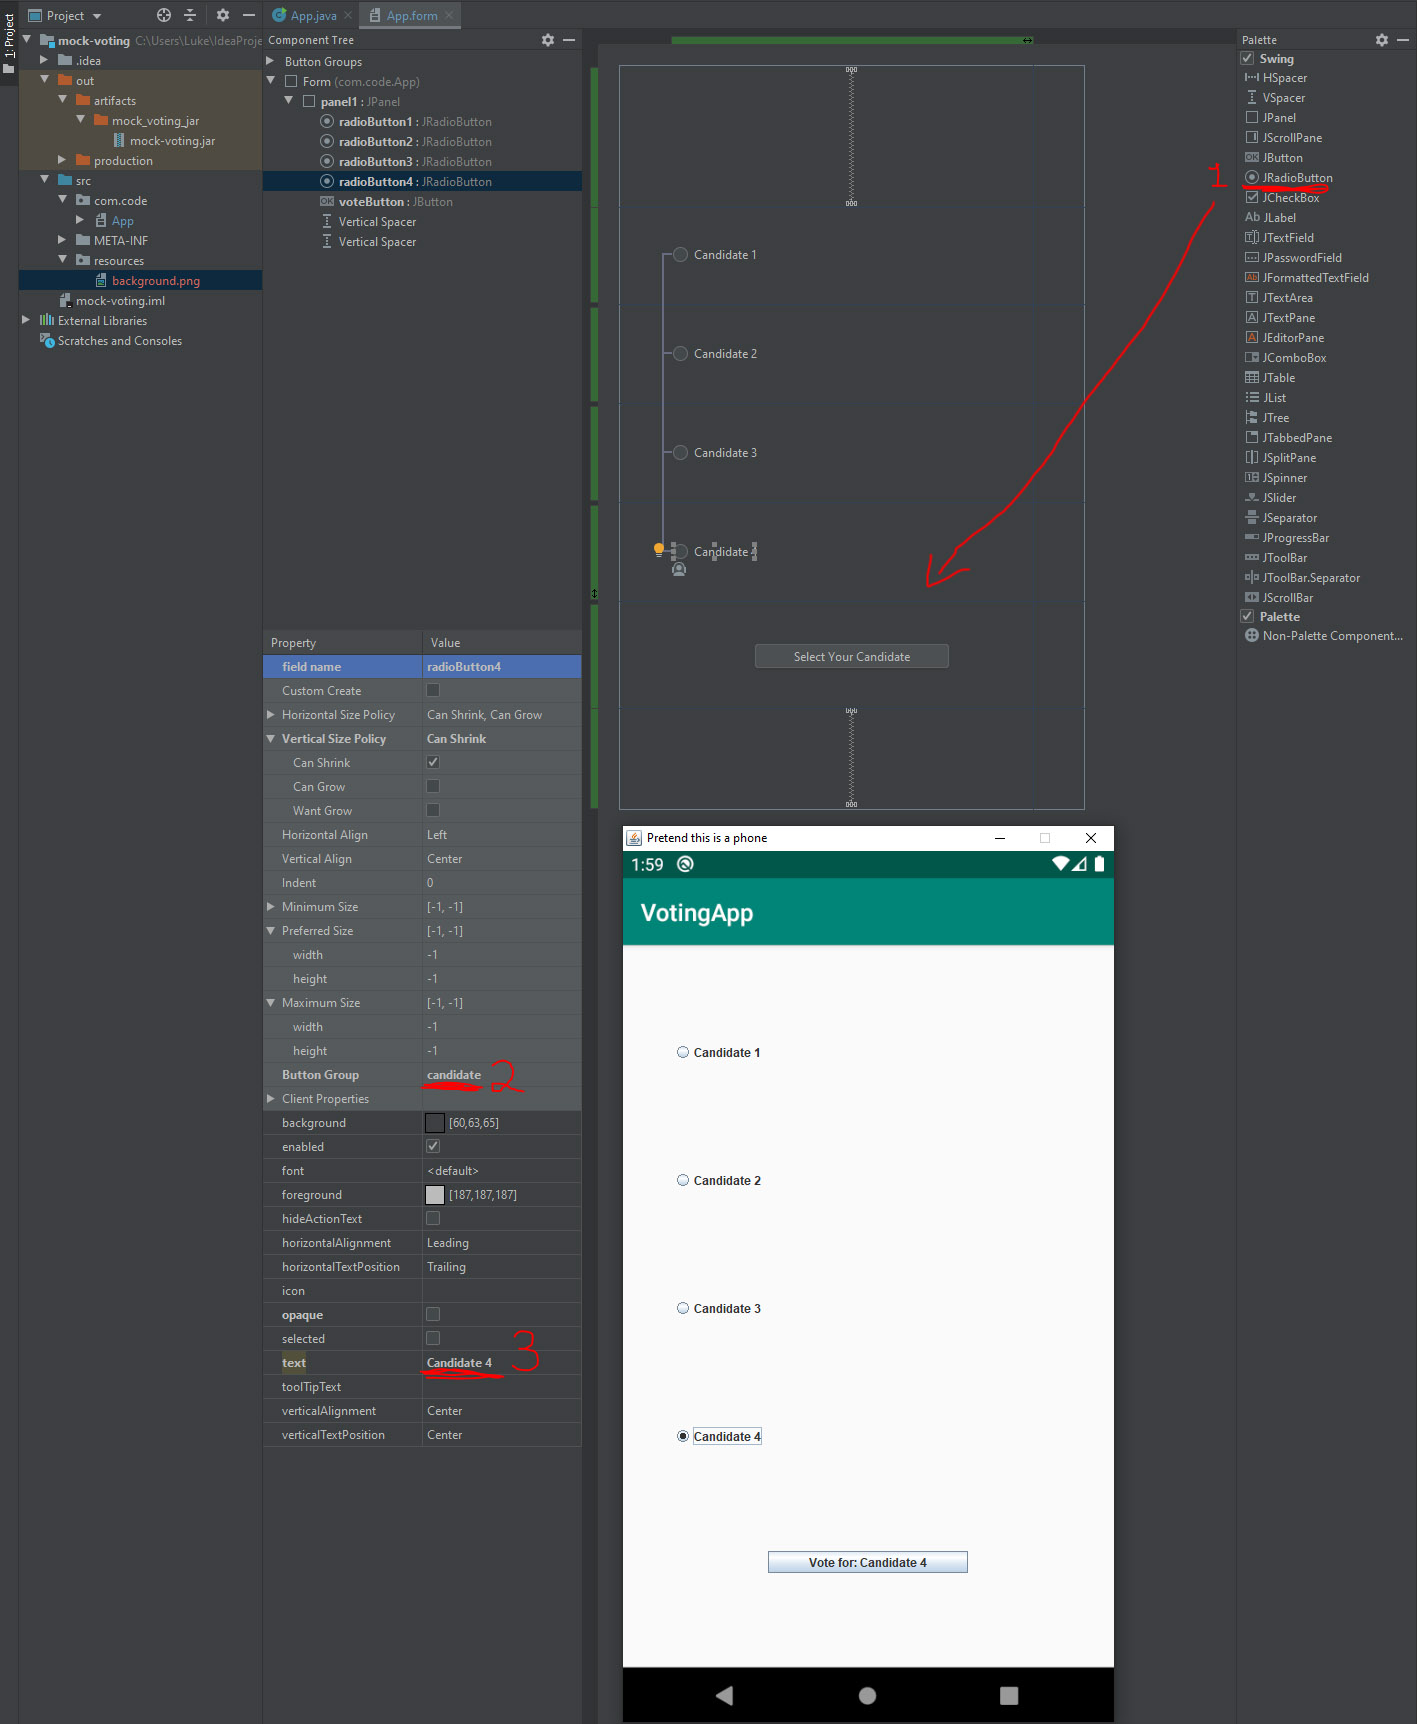 1: Project
Project
mock-voting C:\Users\Luke\IdeaProje
.idea
out
artifacts
mock_voting_jar
mock-voting.jar
production
src
com.code
App
META-INF
resources
background.png
mock-voting.iml
External Libraries
Scratches and Consoles
App.java
App.form
Component Tree
Button Groups
Form (com.code.App)
panel1 : JPanel
radioButton1 : JRadioButton
radioButton2 : JRadioButton
radioButton3 : JRadioButton
radioButton4 : JRadioButton
OK voteButton : JButton
Vertical Spacer
Vertical Spacer
Property Value
field name radioButton4
Custom Create
Horizontal Size Policy Can Shrink, Can Grow
Vertical Size Policy Can Shrink
Can Shrink
Can Grow
Want Grow
Horizontal Align Left
Vertical Align Center
Indent 0
Minimum Size [-1, -1]
Preferred Size [-1, -1]
width -1
height -1
Maximum Size [-1, -1]
width -1
height -1
Button Group candidate 2
Client Properties
background [60,63,65]
enabled
font <default>
foreground [187,187,187]
hideActionText
horizontalAlignment Leading
horizontalTextPosition Trailing
icon
opaque
selected
text Candidate 4 3
toolTipText
verticalAlignment Center
verticalTextPosition Center
Candidate 1
Candidate 2
Candidate 3
Candidate 4
Select Your Candidate
Pretend this is a phone
1:59
VotingApp
Candidate 1
Candidate 2
Candidate 3
Candidate 4
Vote for: Candidate 4
Palette
Swing
HSpacer
VSpacer
JPanel
JScrollPane
OK JButton
1 JRadioButton
JCheckBox
Ab JLabel
JTextField
JPasswordField
Ab JFormattedTextField
T JTextArea
A JTextPane
A JEditorPane
JComboBox
JTable
JList
JTree
JTabbedPane
JSplitPane
JSpinner
JSlider
JSeparator
JProgressBar
JToolBar
JToolBar.Separator
JScrollBar
Palette
Non-Palette Component...